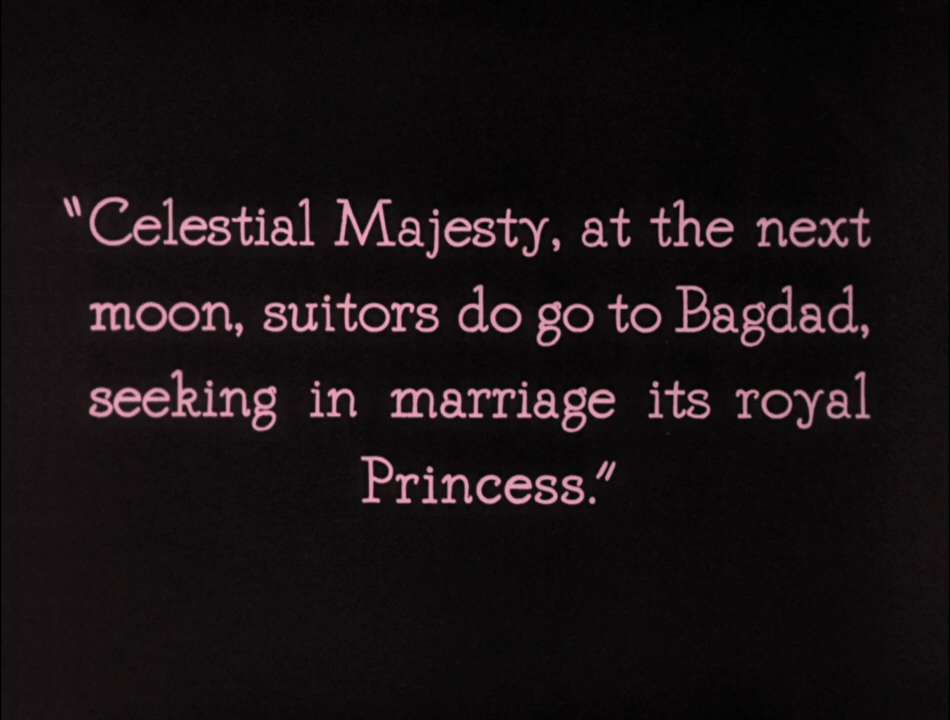 "Celestial Majesty, at the next
moon, suitors do go to Bagdad,
seeking in marriage its royal
Princess."